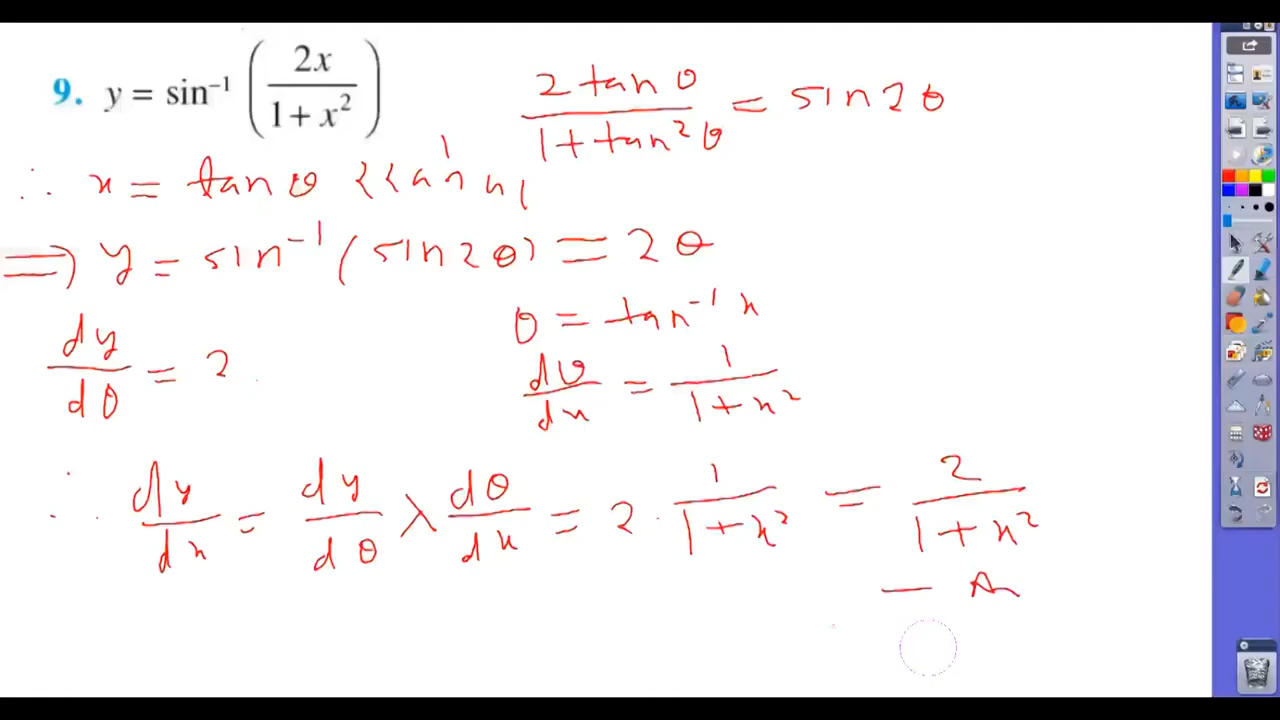 9. y = sin⁻¹ (2x / 1 + x²)
2 tan θ / 1 + tan² θ = sin 2θ
∴ x = tan θ
⇒ y = sin⁻¹ (sin 2θ) = 2θ
θ = tan⁻¹ x
dy/dθ = 2
dθ/dx = 1 / 1 + x²
∴ dy/dx = dy/dθ × dθ/dx = 2 · 1 / 1 + x² = 2 / 1 + x²